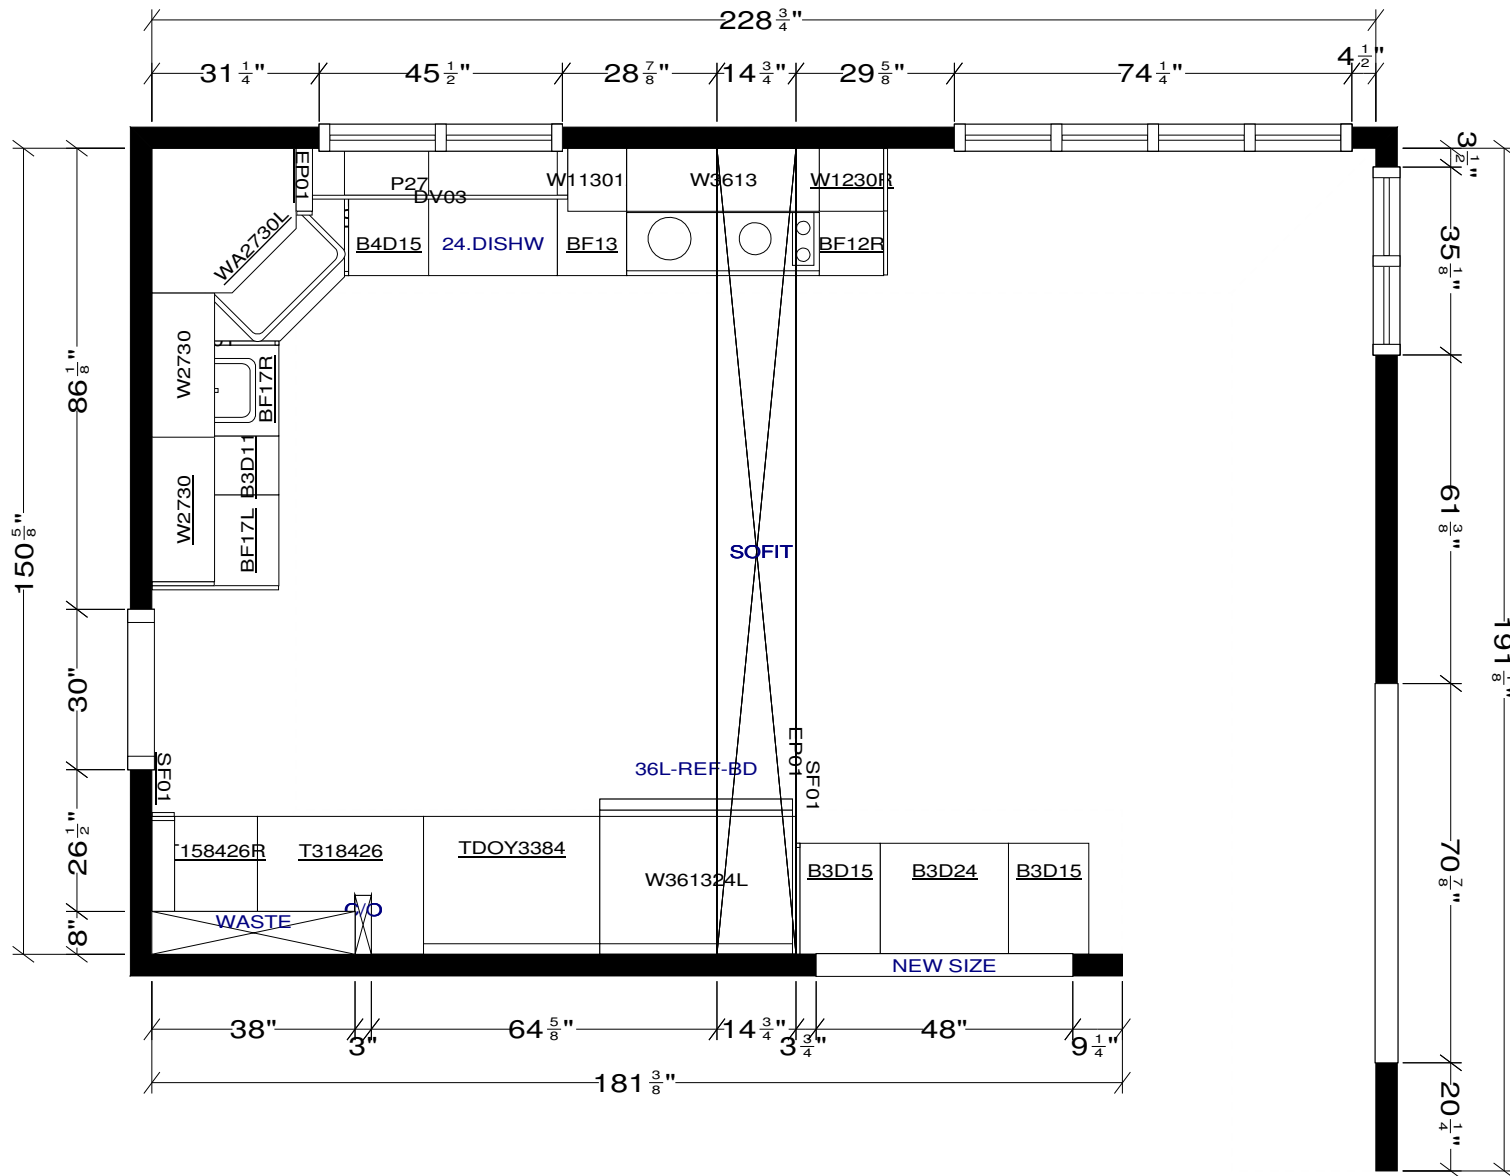 228 3/4"
31 1/4"
45 1/2"
28 7/8"
14 3/4"
29 5/8"
74 1/4"
4 1/2"
3 1/2"
EP01
P27
DV03
W11301
W3613
W1230R
WA2730L
B4D15
24.DISHW
BF13
BF12R
35 1/8"
W2730
BF17R
86 1/8"
W2730
B3D11
BF17L
61 3/8"
150 5/8"
SOFIT
191 1/8"
30"
SF01
36L-REF-BD
EP01
SF01
26 1/2"
T158426R
T318426
TDOY3384
W361324L
B3D15
B3D24
B3D15
70 7/8"
8"
WASTE
C/O
NEW SIZE
38"
3"
64 5/8"
14 3/4"
3 3/4"
48"
9 1/4"
181 3/8"
20 1/4"